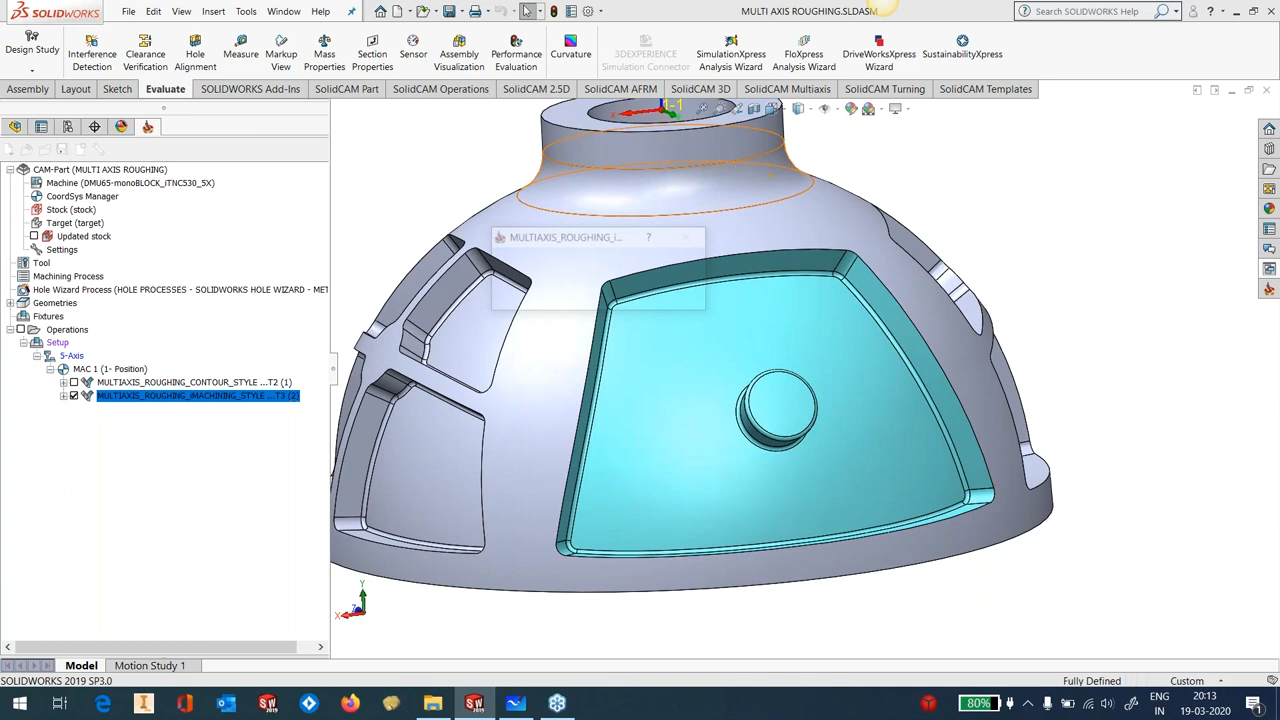 SOLIDWORKS File Edit View Insert Tools Window Help MULTI AXIS ROUGHING.SLDASM Search SOLIDWORKS Help ?
Design Study
Interference Detection
Clearance Verification
Hole Alignment
Measure
Markup View
Mass Properties
Section Properties
Sensor
Assembly Visualization
Performance Evaluation
Curvature
3DEXPERIENCE Simulation Connector
SimulationXpress Analysis Wizard
FloXpress Analysis Wizard
DriveWorksXpress Wizard
SustainabilityXpress
Assembly Layout Sketch Evaluate SOLIDWORKS Add-Ins SolidCAM Part SolidCAM Operations SolidCAM 2.5D SolidCAM AFRM SolidCAM 3D SolidCAM Multiaxis SolidCAM Turning SolidCAM Templates
1-1
X
CAM-Part (MULTI AXIS ROUGHING)
Machine (DMU65-monoBLOCK_iTNC530_5X)
CoordSys Manager
Stock (stock)
Target (target)
Updated stock
Settings
Tool
Machining Process
Hole Wizard Process (HOLE PROCESSES - SOLIDWORKS HOLE WIZARD - MET
Geometries
Fixtures
Operations
Setup
5-Axis
MAC 1 (1- Position)
MULTIAXIS_ROUGHING_CONTOUR_STYLE ...T2 (1)
MULTIAXIS_ROUGHING_iMACHINING_STYLE ...T3 (2)
MULTIAXIS_ROUGHING_i... ?
Y
Z
X
Model Motion Study 1
SOLIDWORKS 2019 SP3.0 Fully Defined Custom
80% ENG IN 20:13 19-03-2020